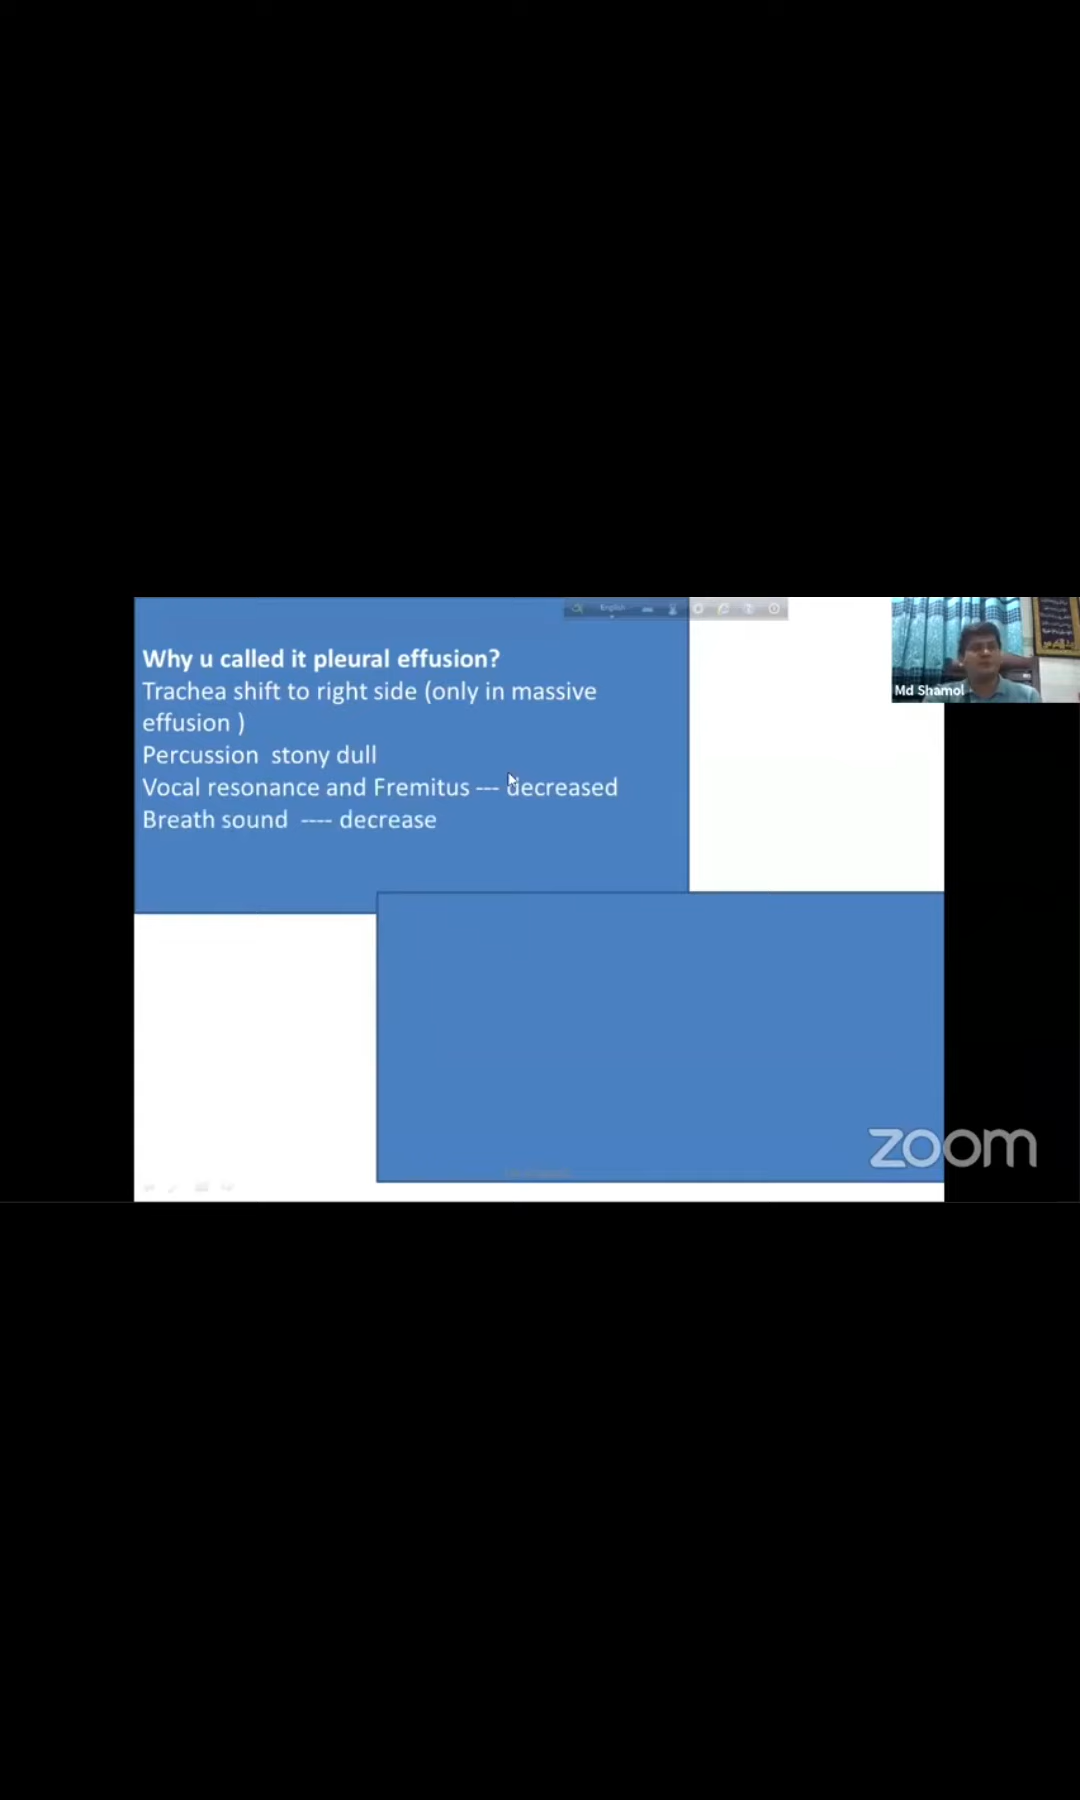 English
Why u called it pleural effusion?
Trachea shift to right side (only in massive
effusion )
Percussion  stony dull
Vocal resonance and Fremitus --- decreased
Breath sound  ---- decrease
Md Shamol
zoom